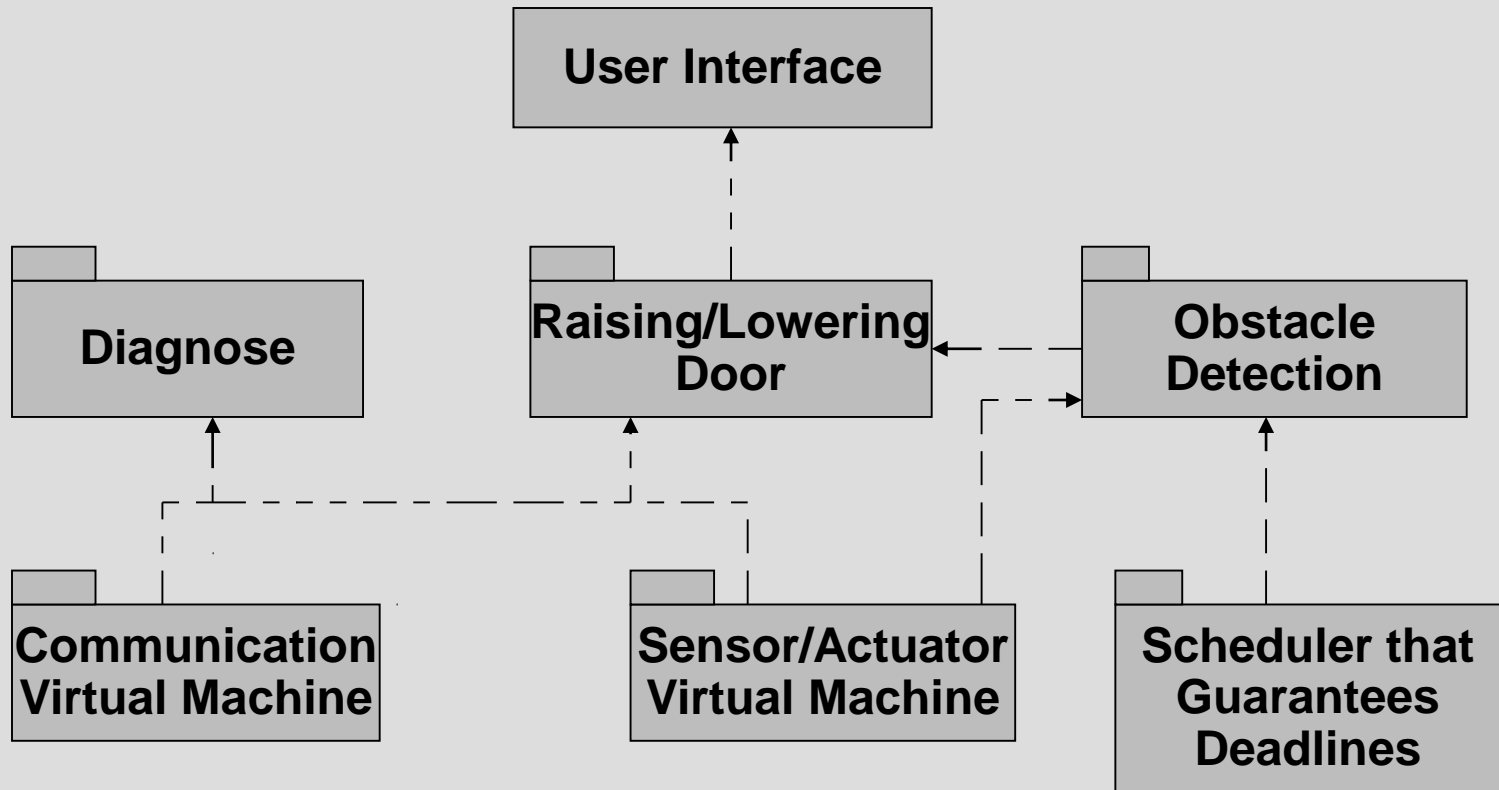 User Interface
Diagnose
Raising/Lowering
Door
Obstacle
Detection
Communication
Virtual Machine
Sensor/Actuator
Virtual Machine
Scheduler that
Guarantees
Deadlines